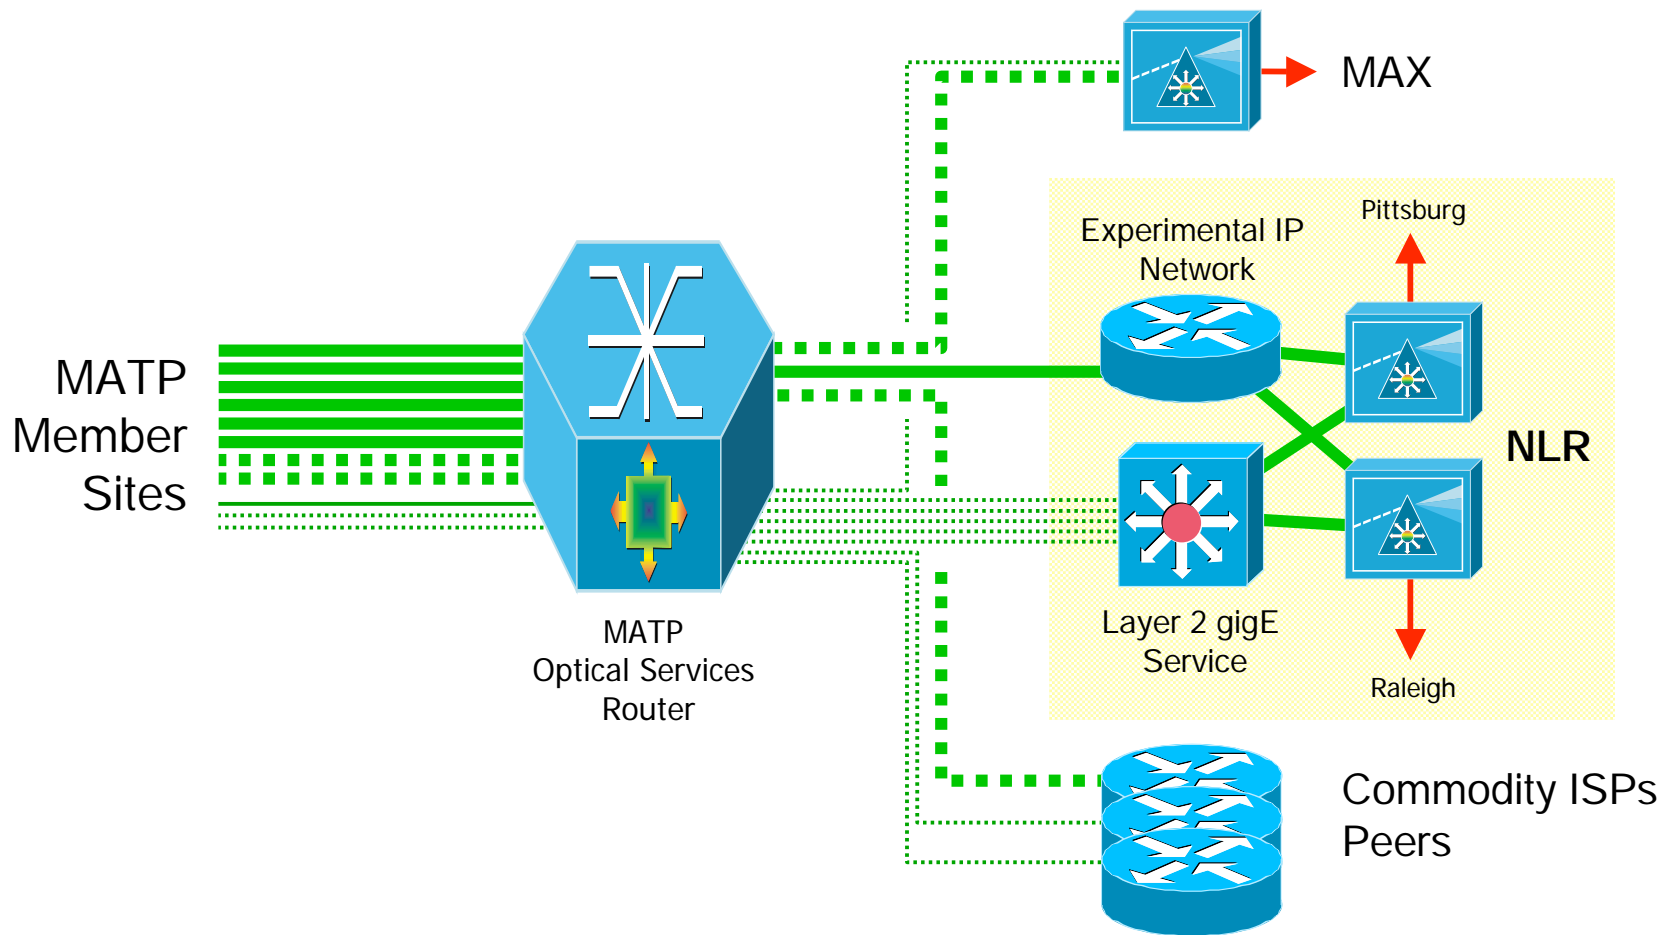 MAX
Pittsburg
Experimental IP
Network
MATP
Member
Sites
NLR
MATP
Optical Services
Router
Layer 2 gigE
Service
Raleigh
Commodity ISPs
Peers